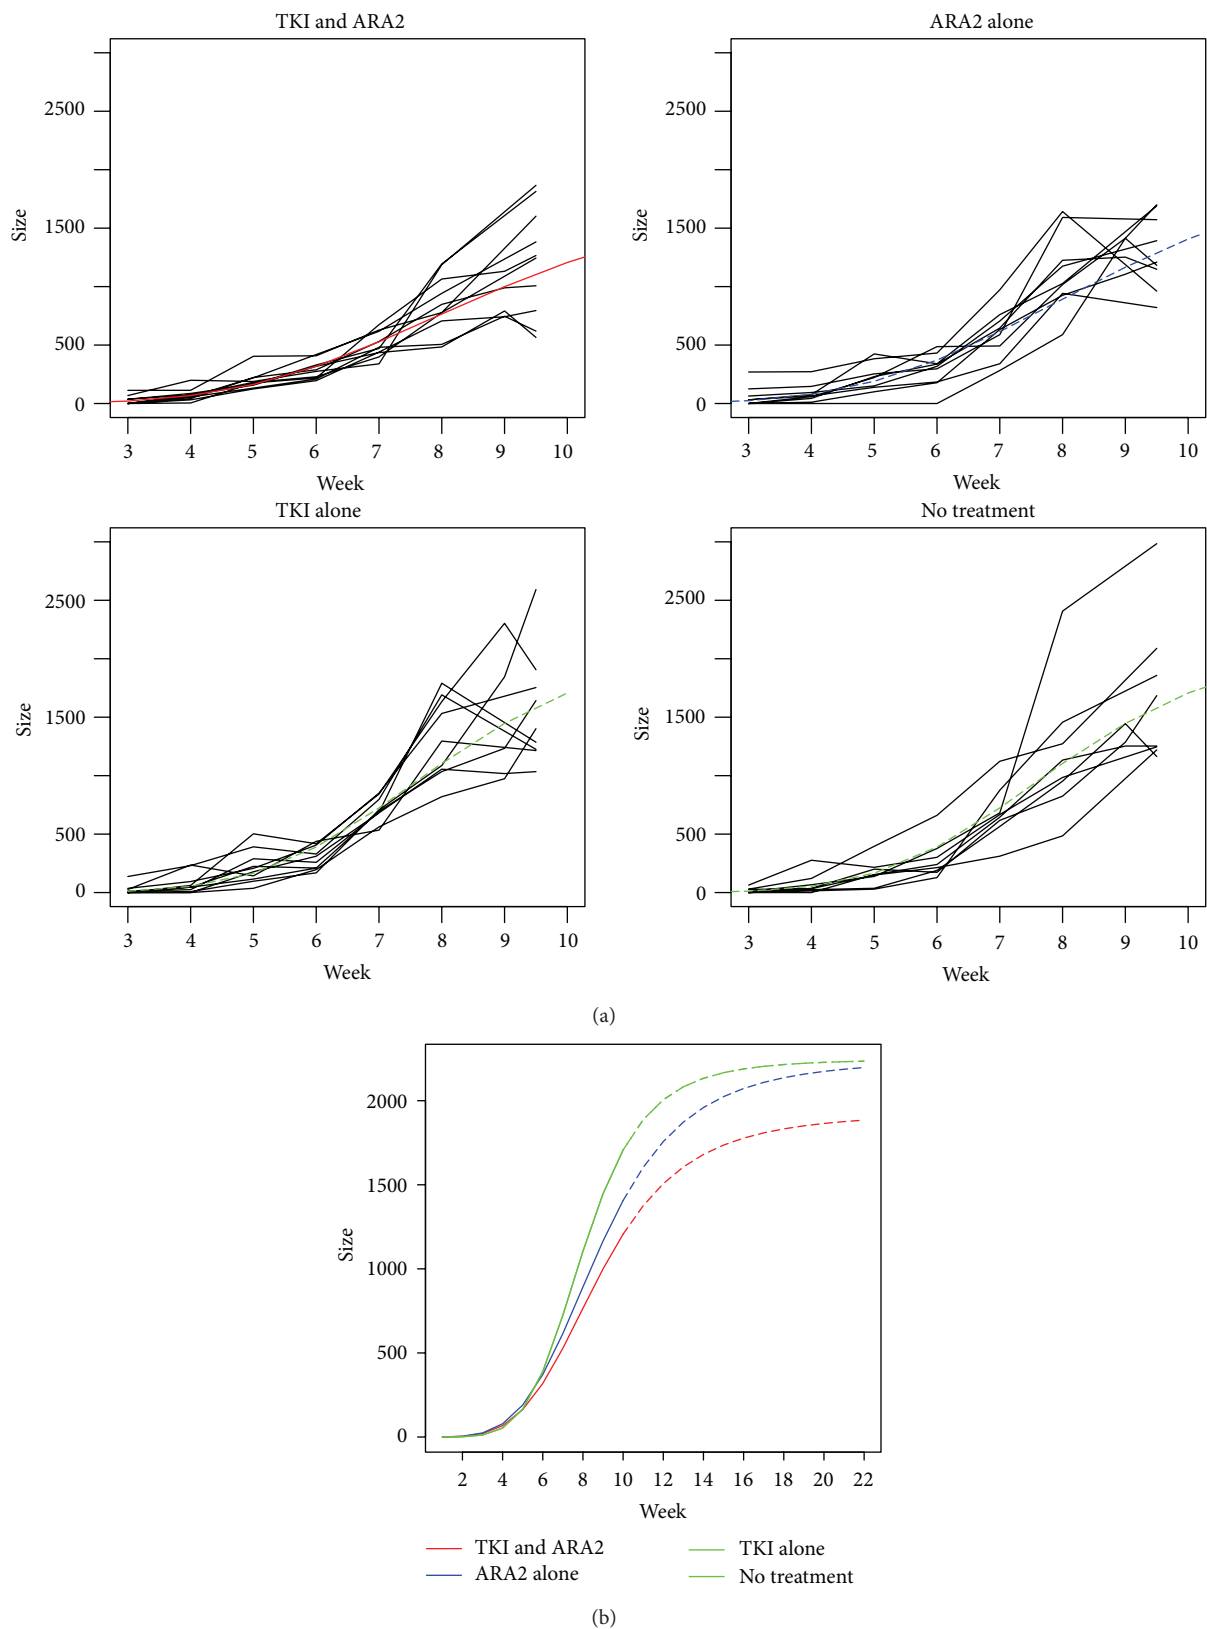 TKI and ARA2
ARA2 alone
2500
1500
500
0
Size
3 4 5 6 7 8 9 10
Week
2500
1500
500
0
Size
3 4 5 6 7 8 9 10
Week
TKI alone
No treatment
2500
1500
500
0
Size
3 4 5 6 7 8 9 10
Week
2500
1500
500
0
Size
3 4 5 6 7 8 9 10
Week
(a)
2000
1500
1000
500
0
Size
2 4 6 8 10 12 14 16 18 20 22
Week
TKI and ARA2
ARA2 alone
TKI alone
No treatment
(b)